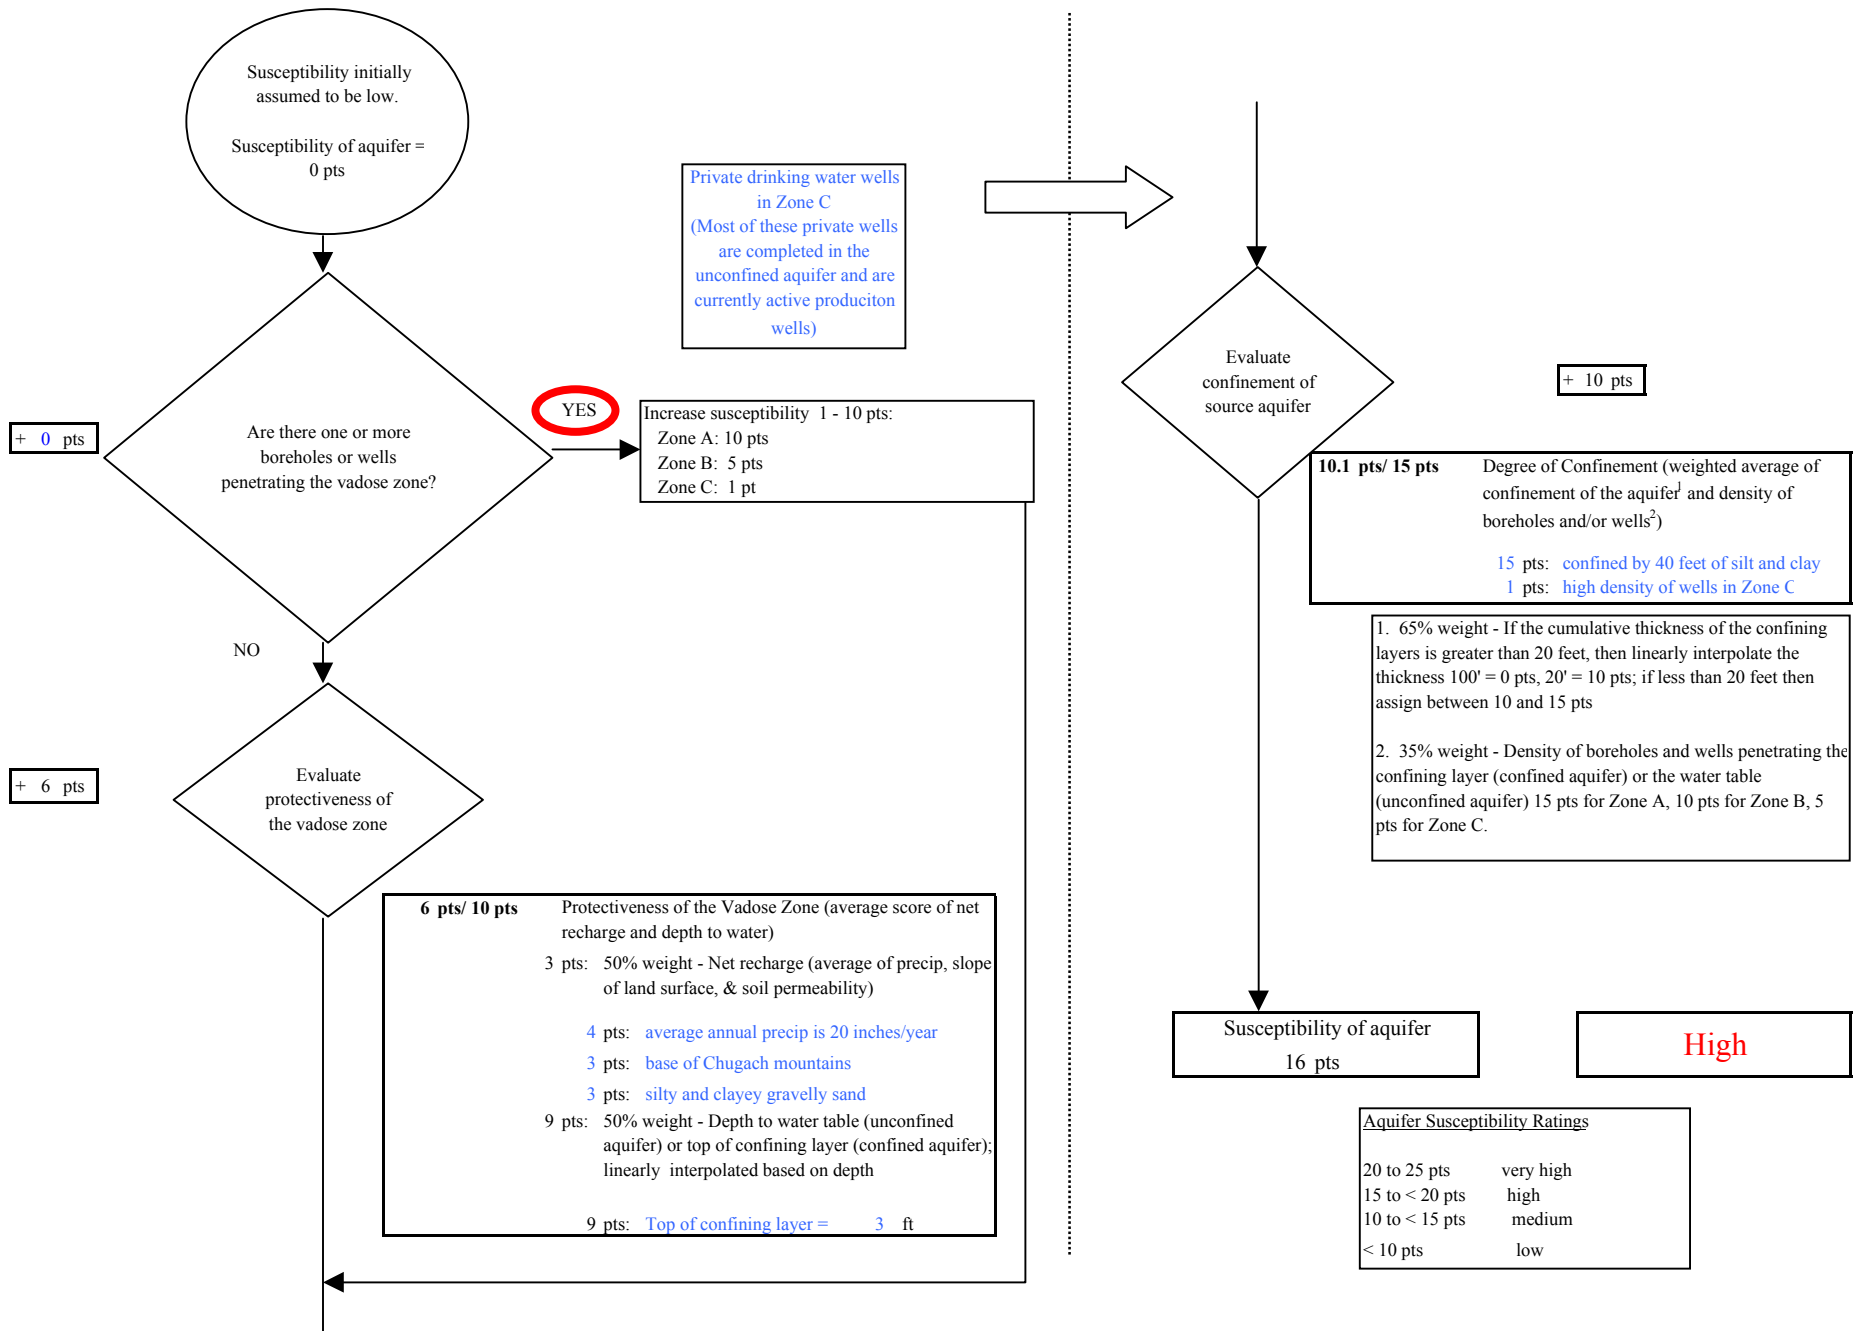 Susceptibility initially
assumed to be low.
Susceptibility of aquifer =
0 pts
Are there one or more
boreholes or wells
penetrating the vadose zone?
+ 0 pts
YES
Increase susceptibility 1 - 10 pts:
Zone A: 10 pts
Zone B: 5 pts
Zone C: 1 pt
Private drinking water wells
in Zone C
(Most of these private wells
are completed in the
unconfined aquifer and are
currently active produciton
wells)
NO
Evaluate
protectiveness of
the vadose zone
+ 6 pts
6 pts/ 10 pts Protectiveness of the Vadose Zone (average score of net
recharge and depth to water)
3 pts: 50% weight - Net recharge (average of precip, slope
of land surface, & soil permeability)
4 pts: average annual precip is 20 inches/year
3 pts: base of Chugach mountains
3 pts: silty and clayey gravelly sand
9 pts: 50% weight - Depth to water table (unconfined
aquifer) or top of confining layer (confined aquifer);
linearly interpolated based on depth
9 pts: Top of confining layer = 3 ft
Evaluate
confinement of
source aquifer
+ 10 pts
10.1 pts/ 15 pts Degree of Confinement (weighted average of
confinement of the aquifer1 and density of
boreholes and/or wells2)
15 pts: confined by 40 feet of silt and clay
1 pts: high density of wells in Zone C
1. 65% weight - If the cumulative thickness of the confining
layers is greater than 20 feet, then linearly interpolate the
thickness 100' = 0 pts, 20' = 10 pts; if less than 20 feet then
assign between 10 and 15 pts
2. 35% weight - Density of boreholes and wells penetrating the
confining layer (confined aquifer) or the water table
(unconfined aquifer) 15 pts for Zone A, 10 pts for Zone B, 5
pts for Zone C.
Susceptibility of aquifer
16 pts
High
Aquifer Susceptibility Ratings
20 to 25 pts very high
15 to < 20 pts high
10 to < 15 pts medium
< 10 pts low